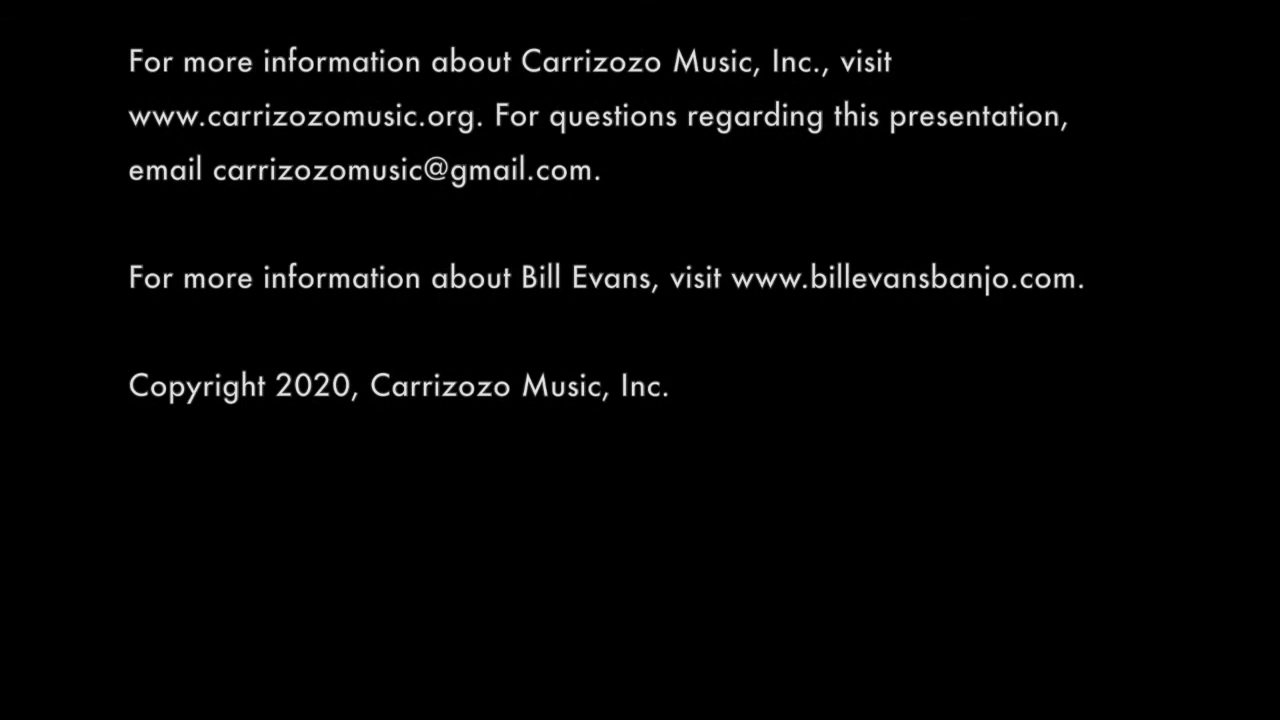 For more information about Carrizozo Music, Inc., visit
www.carrizozomusic.org. For questions regarding this presentation,
email carrizozomusic@gmail.com.
For more information about Bill Evans, visit www.billevansbanjo.com.
Copyright 2020, Carrizozo Music, Inc.